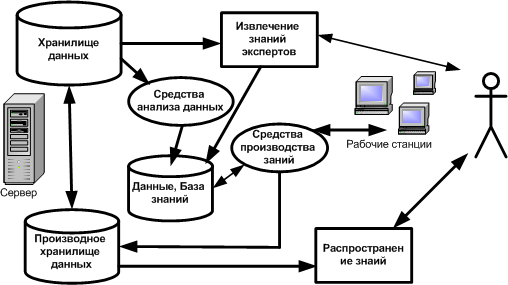 Хранилище
данных
Извлечение
знаний
экспертов
Средства
анализа данных
Средства
производства
заний
Рабочие станции
Сервер
Данные, База
знаний
Производное
хранилище
данных
Распространен
ие знаий